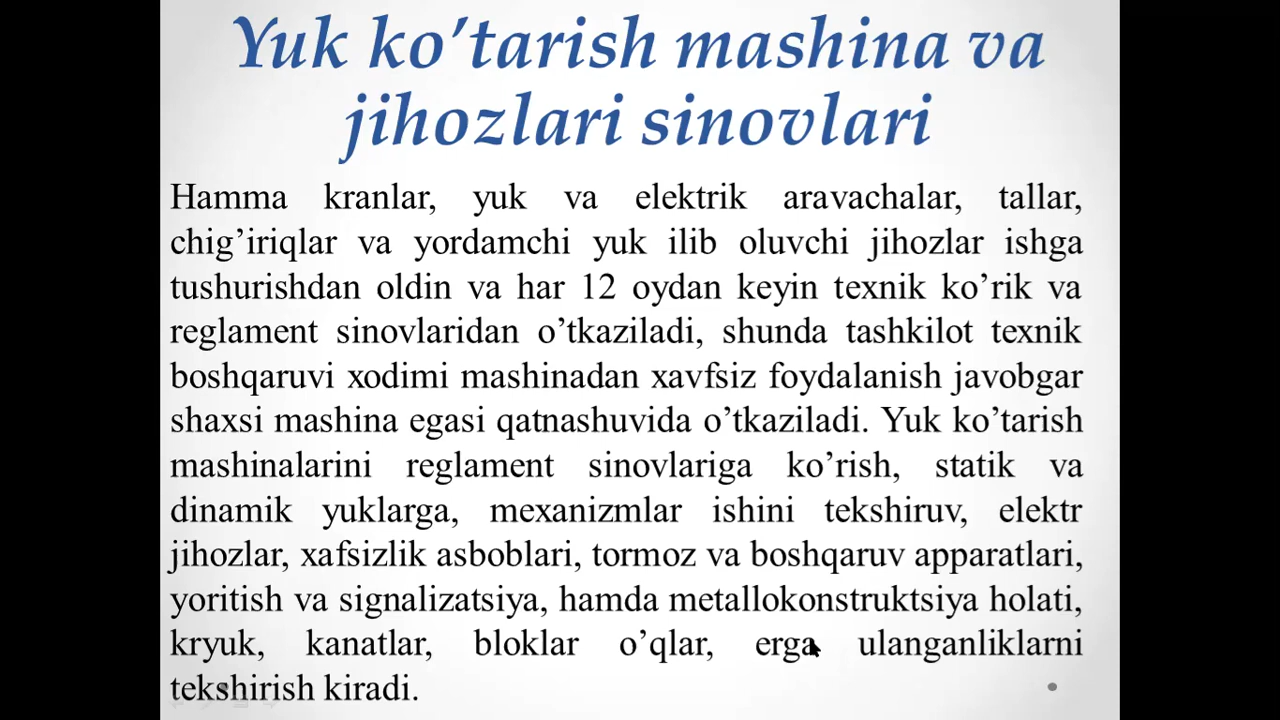 Yuk ko’tarish mashina va
jihozlari sinovlari
Hamma kranlar, yuk va elektrik aravachalar, tallar,
chig’iriqlar va yordamchi yuk ilib oluvchi jihozlar ishga
tushurishdan oldin va har 12 oydan keyin texnik ko’rik va
reglament sinovlaridan o’tkaziladi, shunda tashkilot texnik
boshqaruvi xodimi mashinadan xavfsiz foydalanish javobgar
shaxsi mashina egasi qatnashuvida o’tkaziladi. Yuk ko’tarish
mashinalarini reglament sinovlariga ko’rish, statik va
dinamik yuklarga, mexanizmlar ishini tekshiruv, elektr
jihozlar, xafsizlik asboblari, tormoz va boshqaruv apparatlari,
yoritish va signalizatsiya, hamda metallokonstruktsiya holati,
kryuk, kanatlar, bloklar o’qlar, erga ulanganliklarni
tekshirish kiradi.